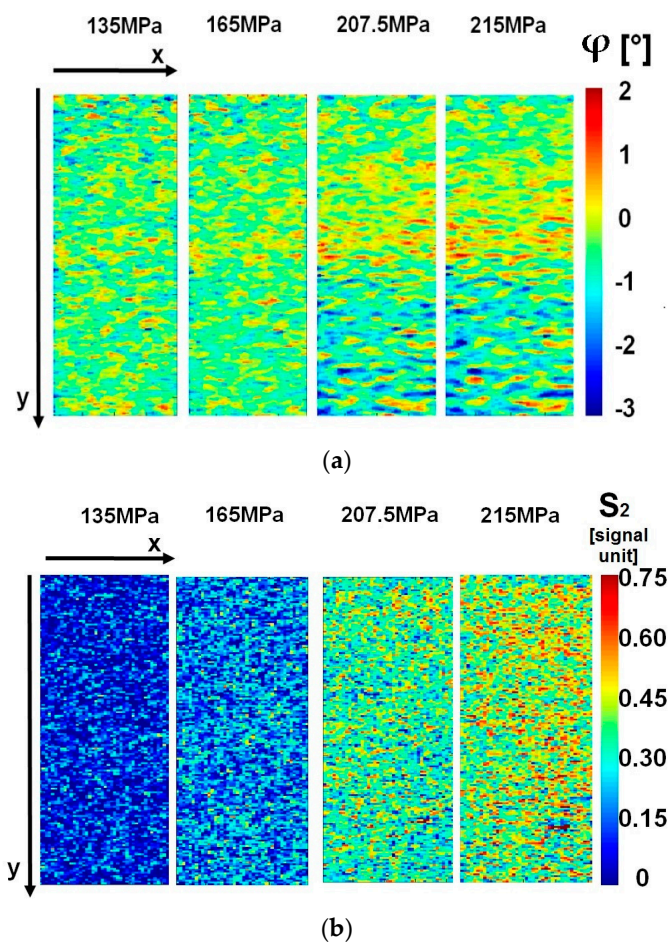 135MPa 165MPa 207.5MPa 215MPa φ [°]
x
2
1
0
-1
-2
-3
y
(a)
135MPa 165MPa 207.5MPa 215MPa S2
[signal
unit]
x
0.75
0.60
0.45
0.30
0.15
0
y
(b)